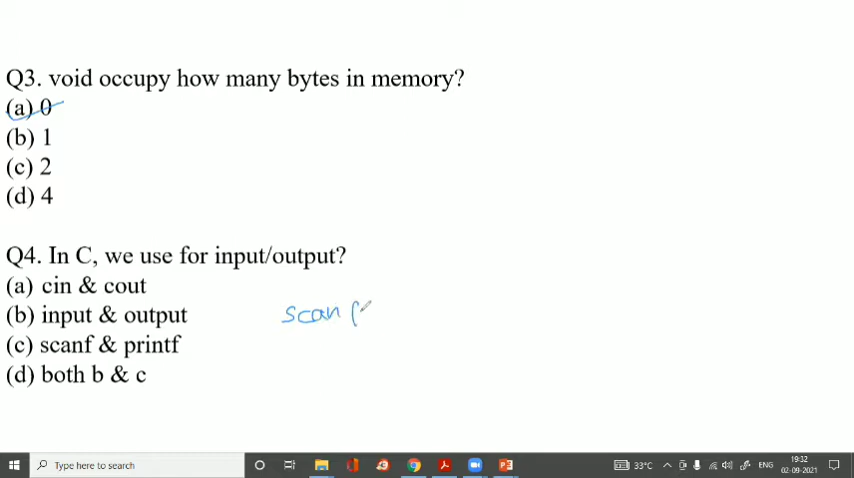 Q3. void occupy how many bytes in memory?
(a) 0
(b) 1
(c) 2
(d) 4
Q4. In C, we use for input/output?
(a) cin & cout
(b) input & output
scanf
(c) scanf & printf
(d) both b & c
Type here to search
33°C
ENG
19:32
02-09-2021